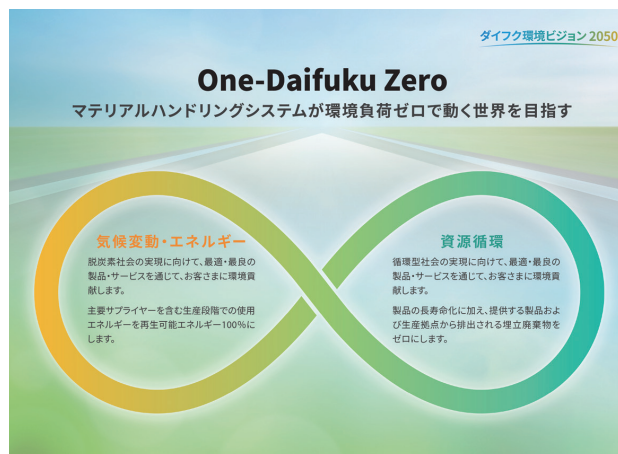 ダイフク環境ビジョン 2050
One-Daifuku Zero
マテリアルハンドリングシステムが環境負荷ゼロで動く世界を目指す
気候変動・エネルギー
脱炭素社会の実現に向けて、最適・最良の
製品・サービスを通じて、お客さまに環境貢
献します。
主要サプライヤーを含む生産段階での使用
エネルギーを再生可能エネルギー100%に
します。
資源循環
循環型社会の実現に向けて、最適・最良の
製品・サービスを通じて、お客さまに環境貢
献します。
製品の長寿命化に加え、提供する製品およ
び生産拠点から排出される埋立廃棄物を
ゼロにします。